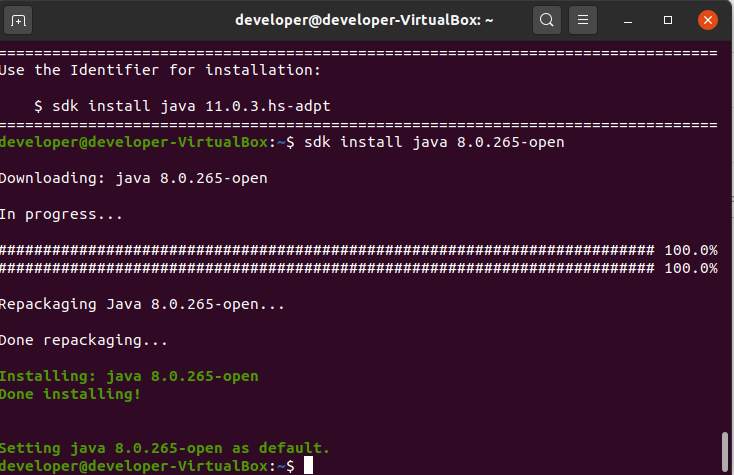 developer@developer-VirtualBox: ~
================================================================================
Use the Identifier for installation:
$ sdk install java 11.0.3.hs-adpt
================================================================================
developer@developer-VirtualBox:~$ sdk install java 8.0.265-open
Downloading: java 8.0.265-open
In progress...
######################################################################### 100.0%
######################################################################### 100.0%
Repackaging Java 8.0.265-open...
Done repackaging...
Installing: java 8.0.265-open
Done installing!
Setting java 8.0.265-open as default.
developer@developer-VirtualBox:~$